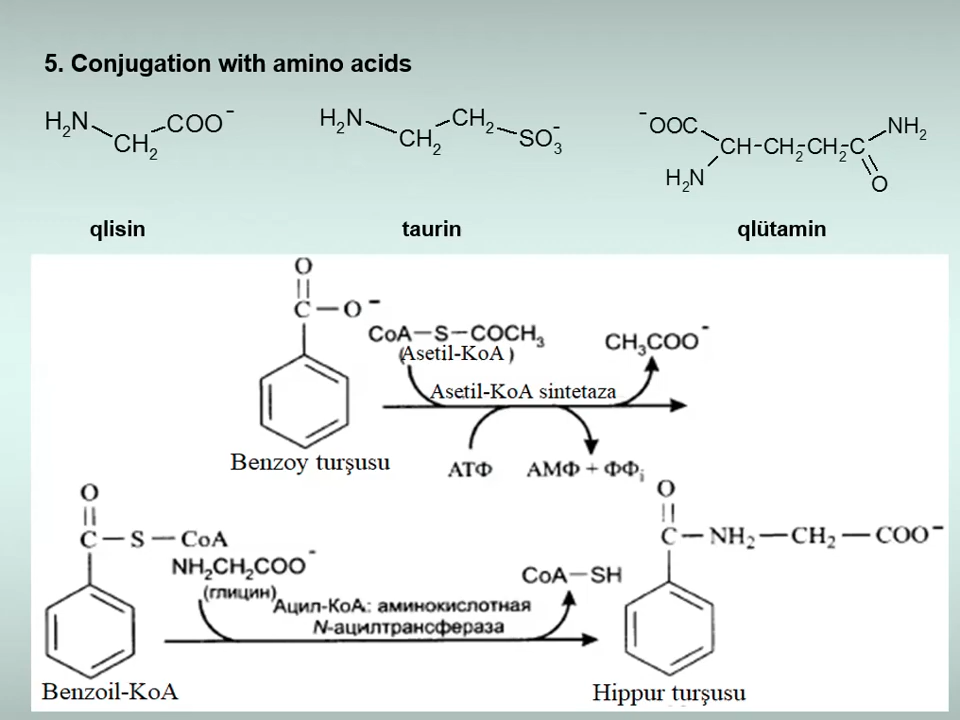 5. Conjugation with amino acids
H₂N CH₂ COO⁻
H₂N CH₂ CH₂ SO₃⁻
⁻OOC CH-CH₂-CH₂-C NH₂
H₂N O
qlisin taurin qlütamin
O
C—O⁻
CoA—S—COCH₃ CH₃COO⁻
(Asetil-KoA)
Asetil-KoA sintetaza
Benzoy turşusu АТФ АМФ + ФФᵢ
O O
C—S—CoA C—NH₂—CH₂—COO⁻
NH₂CH₂COO⁻ CoA—SH
(глицин)
Ацил-КоА: аминокислотная
N-ацилтрансфераза
Benzoil-KoA Hippur turşusu